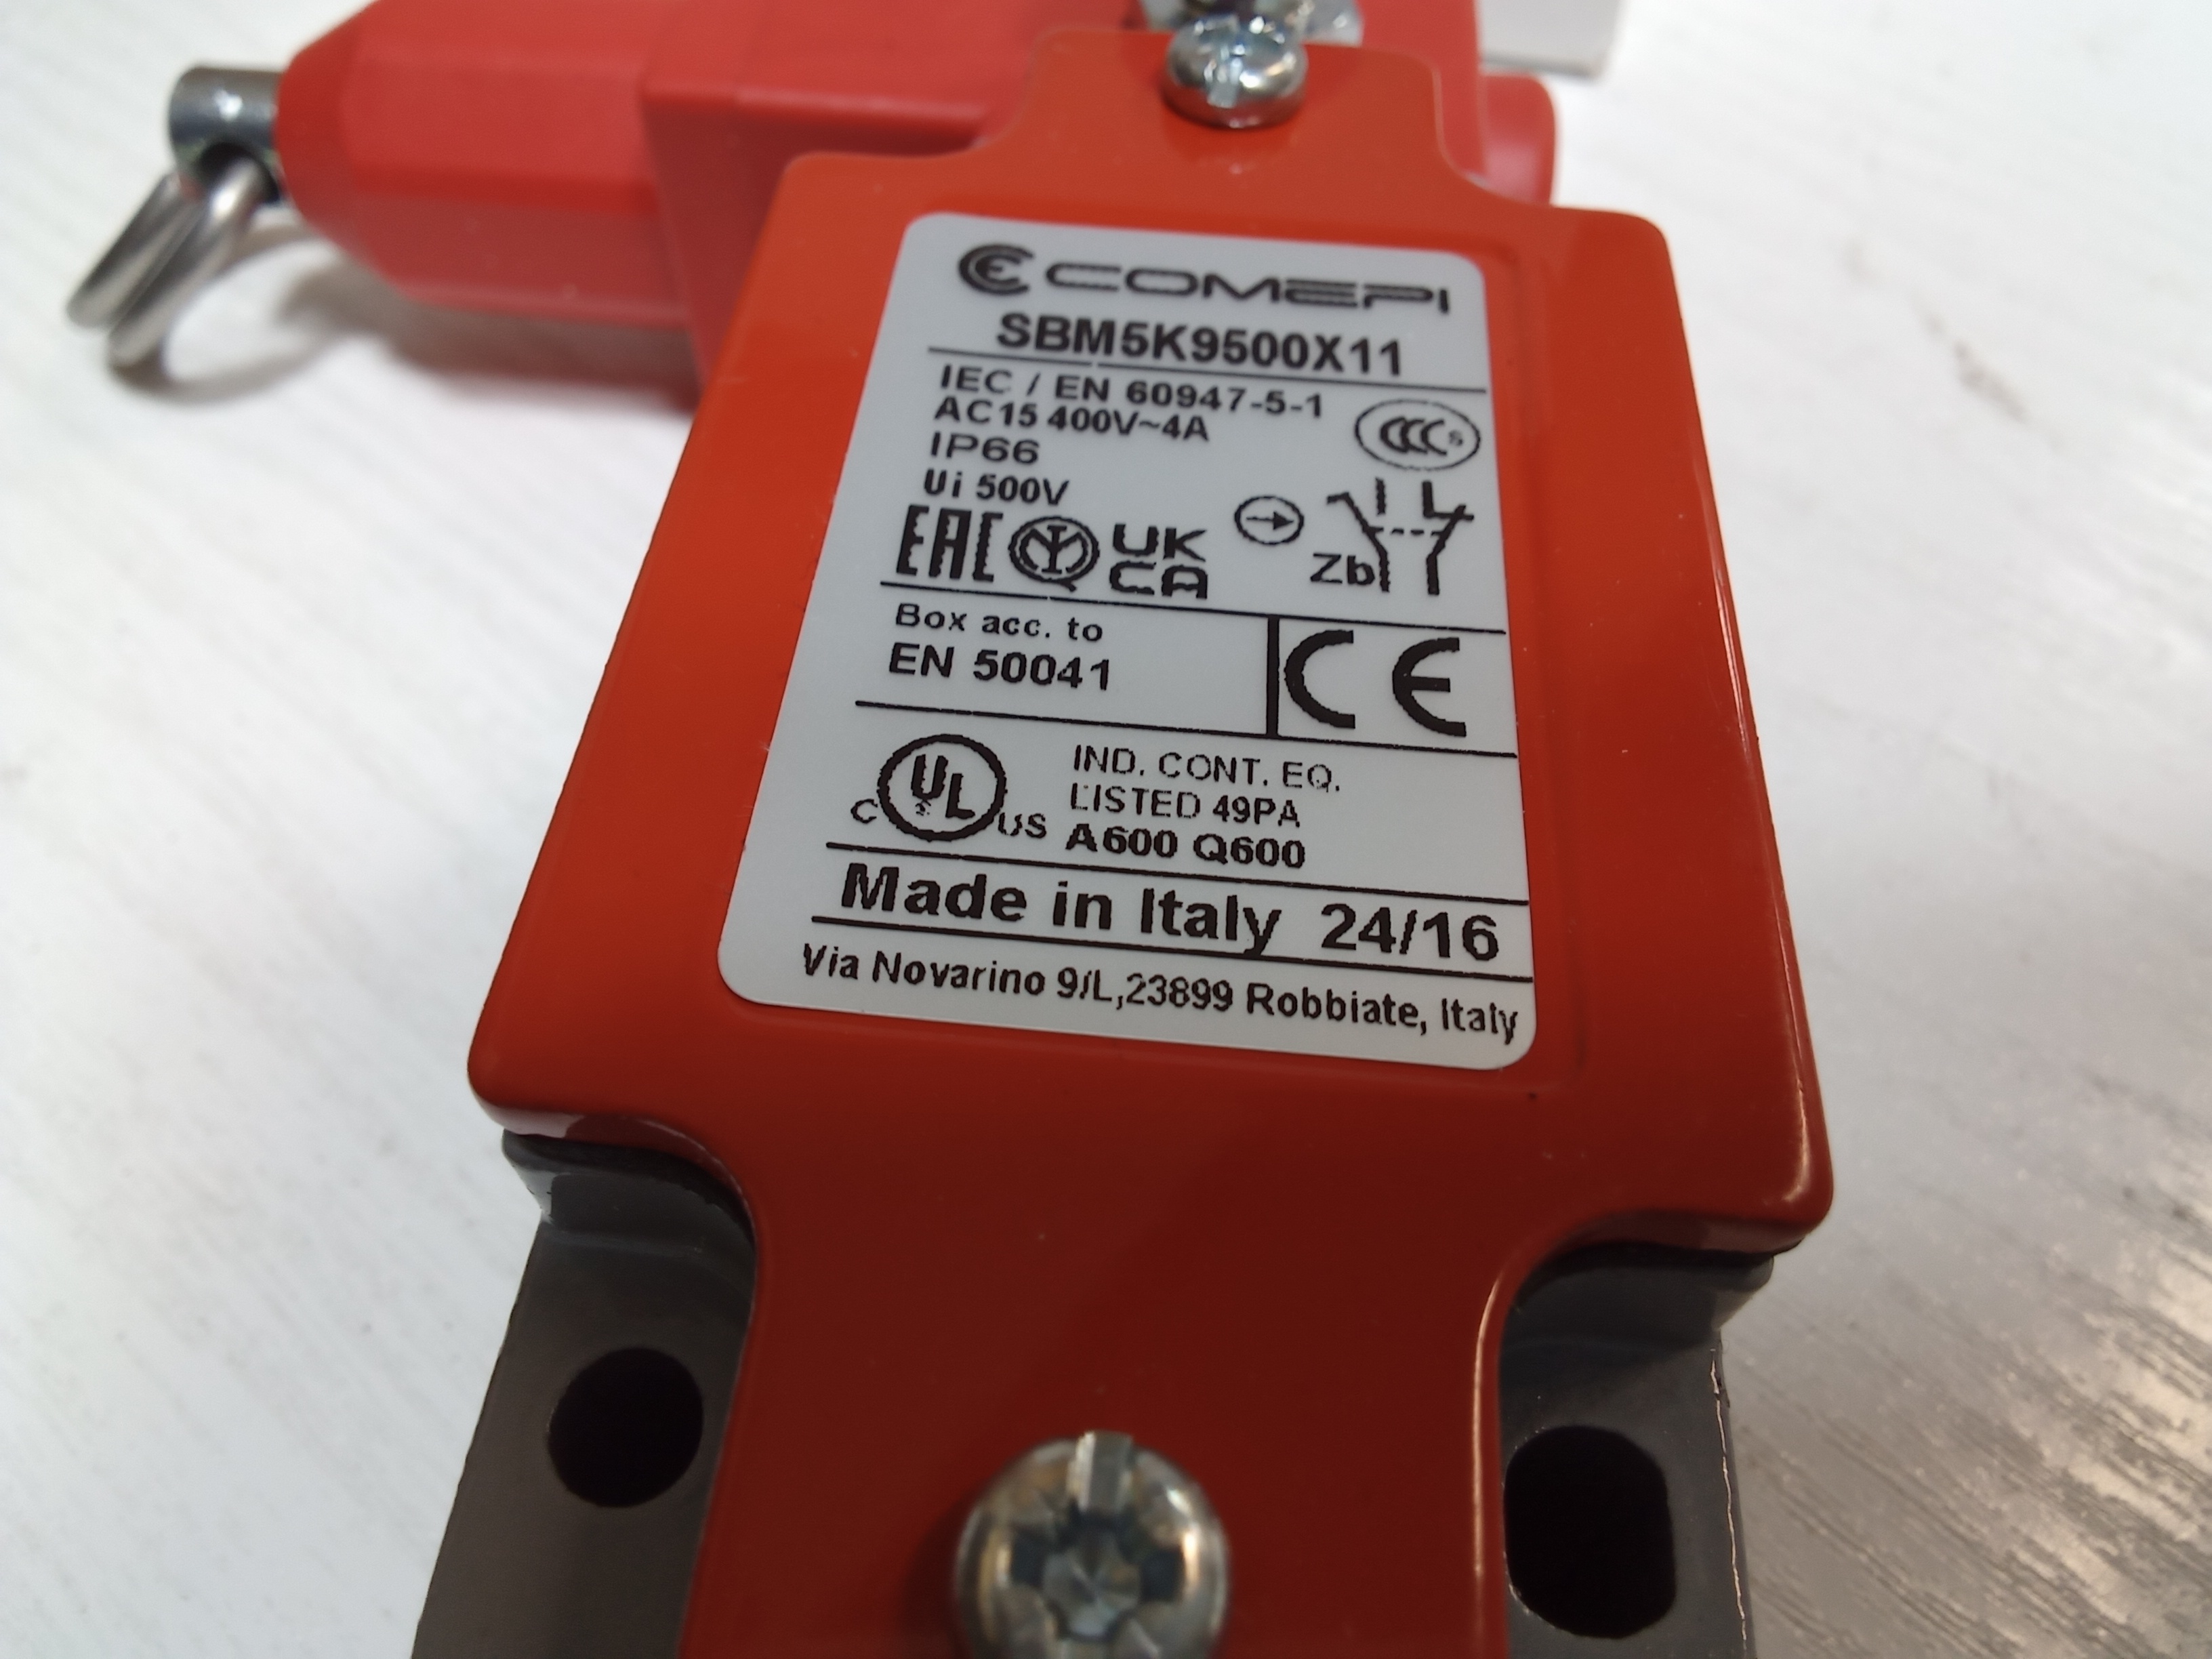 COMEPI
SBM5K9500X11
IEC / EN 60947-5-1
AC15 400V~4A
IP66
Ui 500V
CCC S
EAC UK CA
Zb
Box acc. to
EN 50041
CE
C UL US
IND. CONT. EQ.
LISTED 49PA
A600 Q600
Made in Italy 24/16
Via Novarino 9/L,23899 Robbiate, Italy